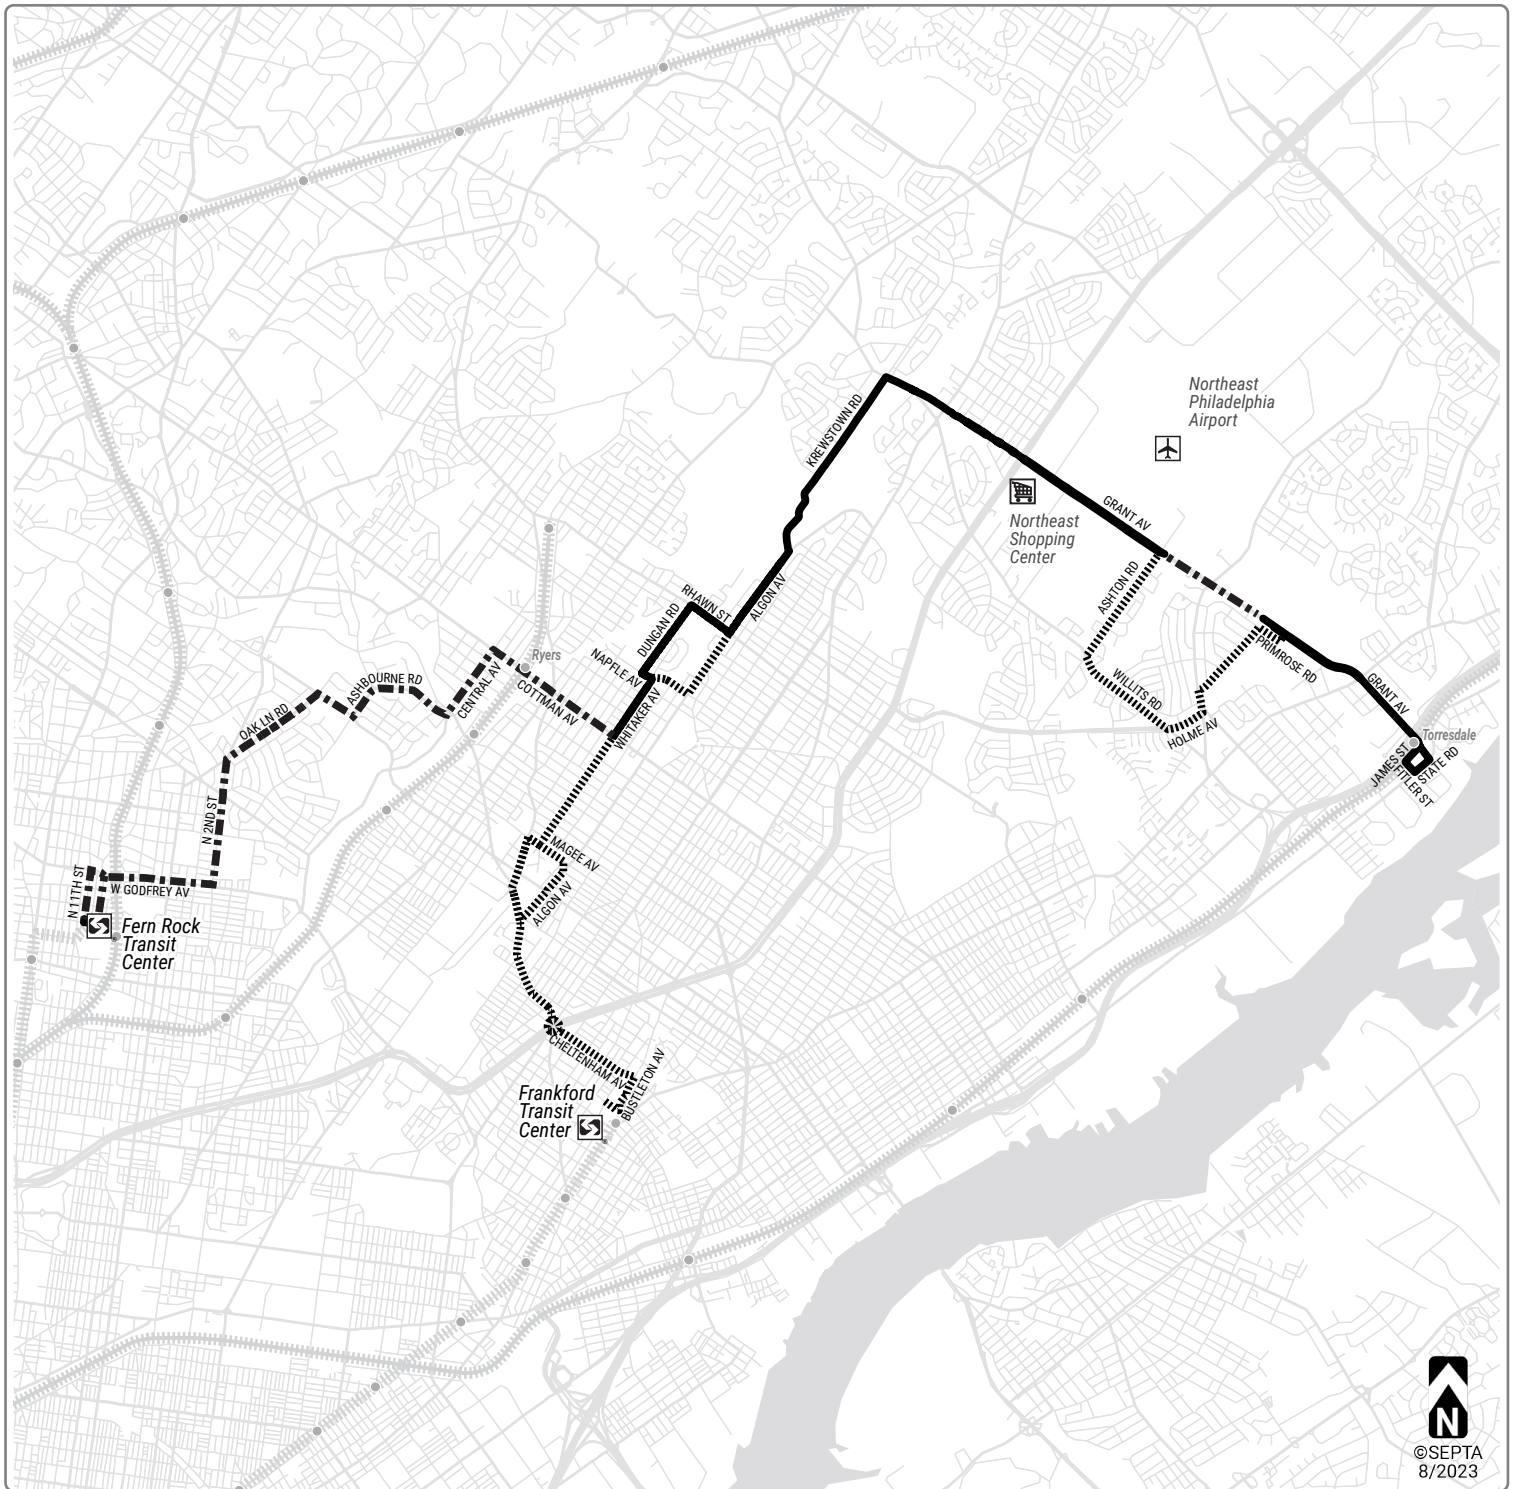 Northeast
Philadelphia
Airport
KREWSTOWN RD
GRANT AV
Northeast
Shopping
Center
ASHTON RD
RHAWN ST
ALGON AV
DUNGAN RD
NAPFLE AV
Ryers
WHITAKER AV
COTTMAN AV
CENTRAL AV
ASHBOURNE RD
OAK LN RD
PRIMROSE RD
WILLITS RD
HOLME AV
GRANT AV
Torresdale
JAMES ST
STATE RD
FITLER ST
N 2ND ST
MAGEE AV
ALGON AV
N 11TH ST
W GODFREY AV
Fern Rock
Transit
Center
CHELTENHAM AV
BUSTLETON AV
Frankford
Transit
Center
N
©SEPTA
8/2023